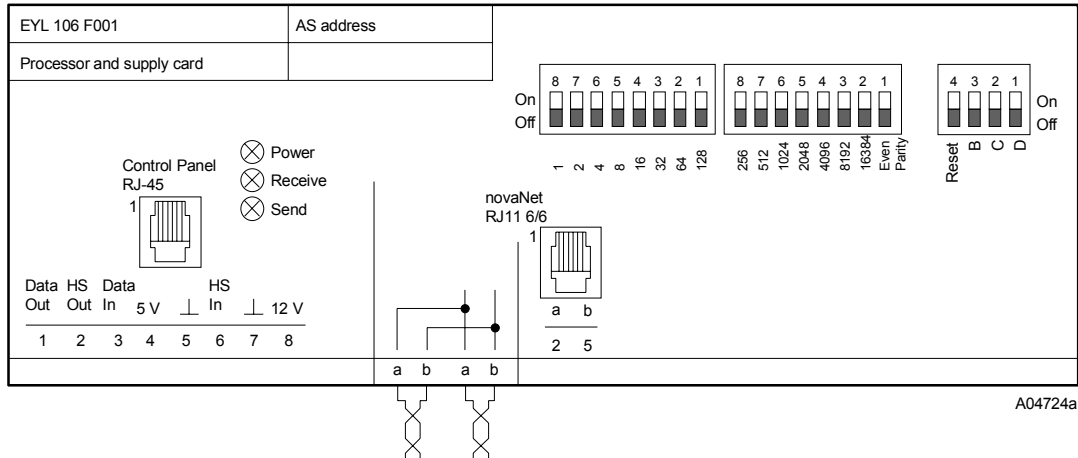 EYL 106 F001
AS address
Processor and supply card
8 7 6 5 4 3 2 1
8 7 6 5 4 3 2 1
4 3 2 1
On
Off
On
Off
1 2 4 8 16 32 64 128
256 512 1024 2048 4096 8192 16384 Even Parity
Reset B C D
Control Panel
RJ-45
1
Power
Receive
Send
novaNet
RJ11 6/6
1
a b
2 5
Data Out
HS Out
Data In
5 V
HS In
12 V
1 2 3 4 5 6 7 8
a b a b
A04724a